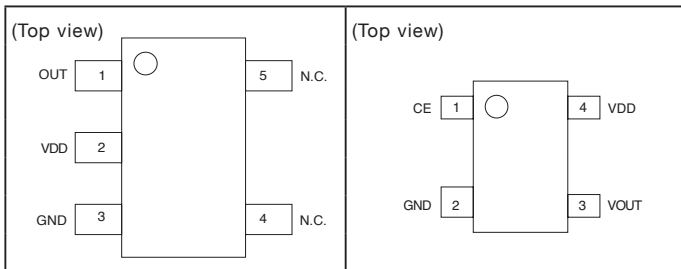 (Top view)
OUT 1 5 N.C.
VDD 2
GND 3 4 N.C.
(Top view)
CE 1 4 VDD
GND 2 3 VOUT